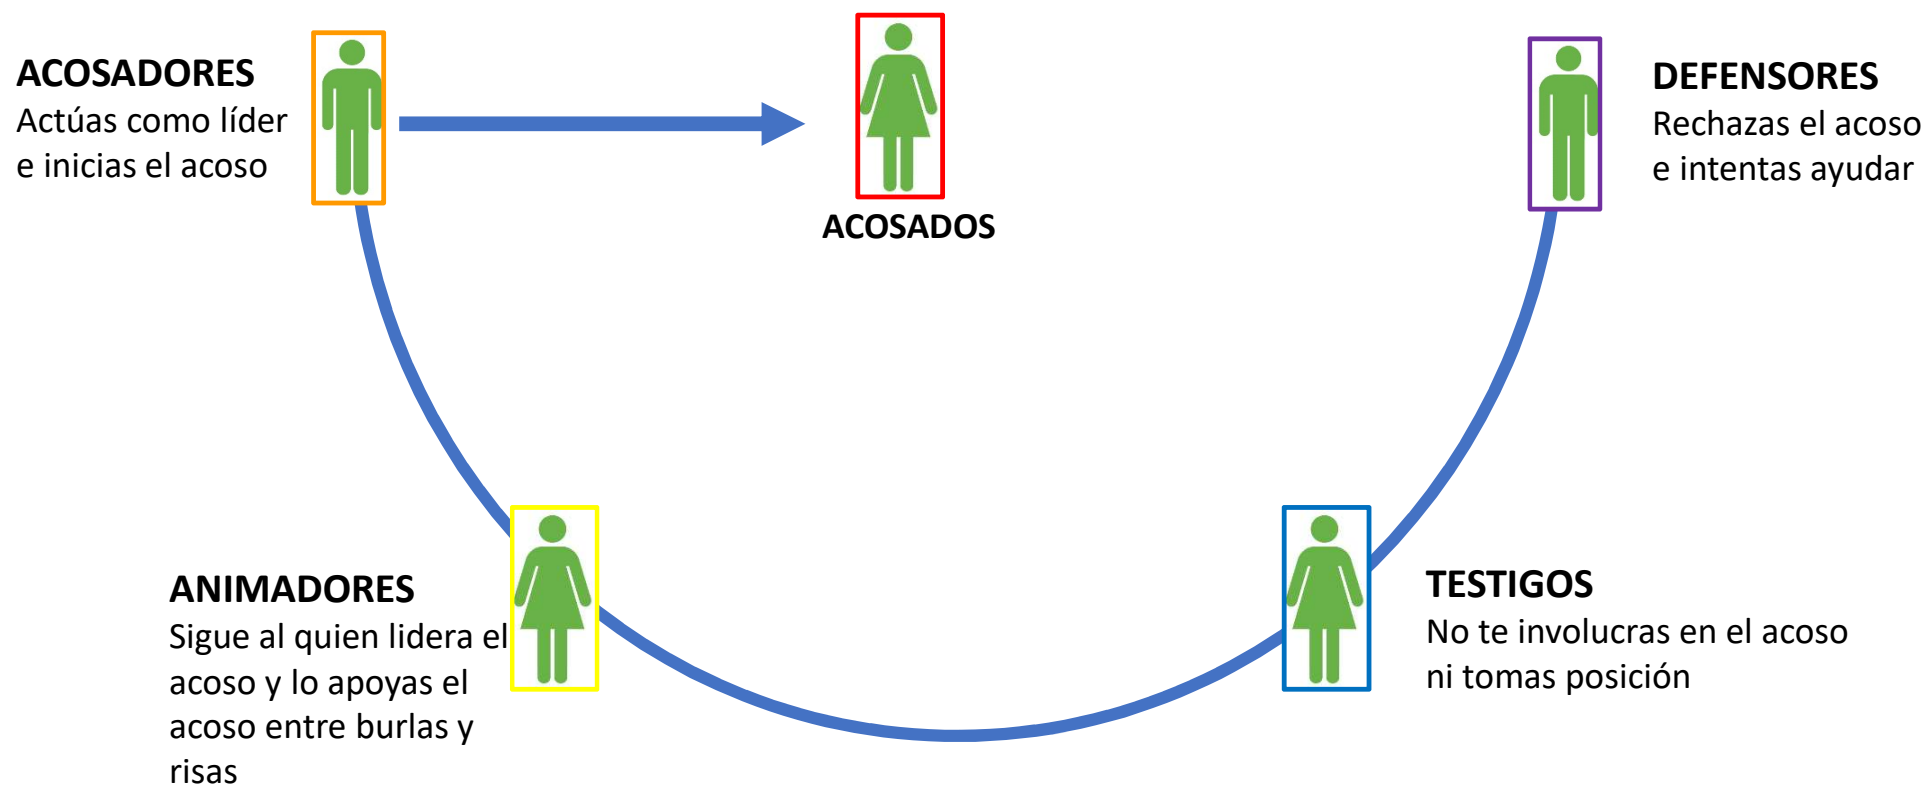 ACOSADORES
Actúas como líder
e inicias el acoso
ACOSADOS
DEFENSORES
Rechazas el acoso
e intentas ayudar
ANIMADORES
Sigue al quien lidera el
acoso y lo apoyas el
acoso entre burlas y
risas
TESTIGOS
No te involucras en el acoso
ni tomas posición